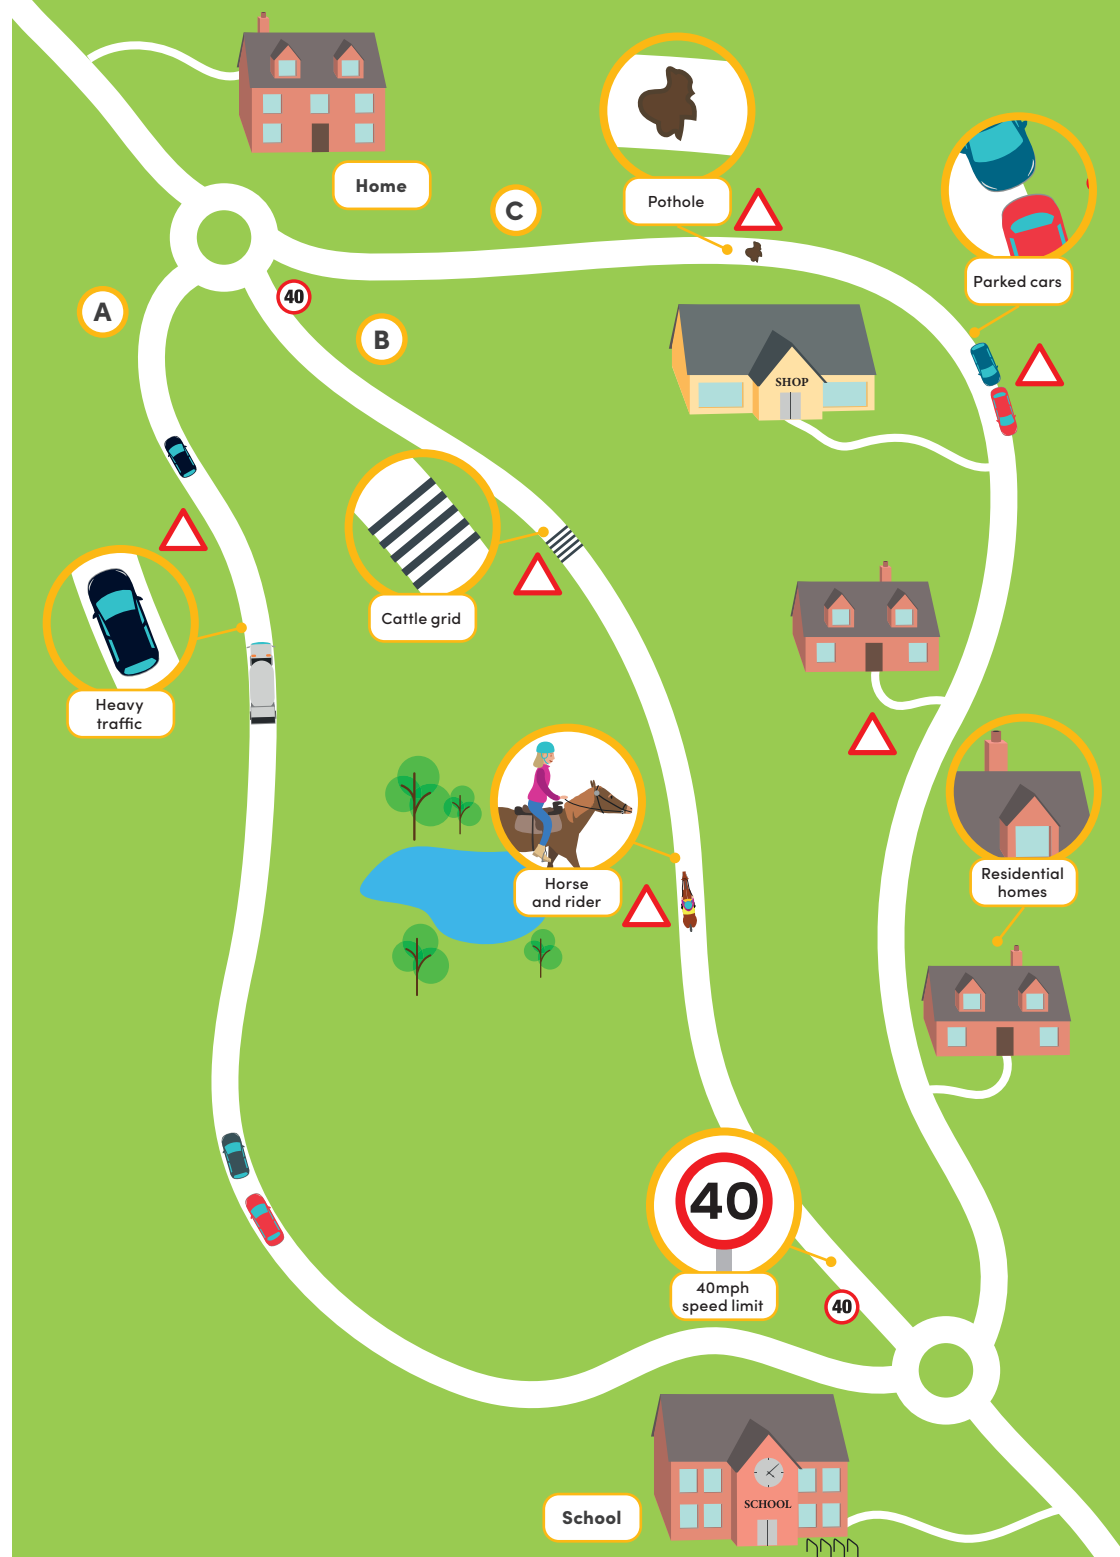 Home
C
Pothole
Parked cars
A
40
B
SHOP
Cattle grid
Heavy
traffic
Horse
and rider
Residential
homes
40
40mph
speed limit
40
SCHOOL
School